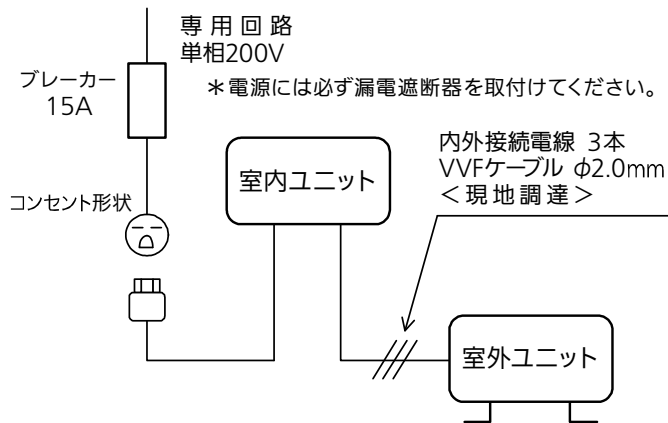 専用回路
単相200V
＊電源には必ず漏電遮断器を取付けてください。
ブレーカー
15A
内外接続電線 3本
VVFケーブル φ2.0mm
＜現地調達＞
室内ユニット
コンセント形状
室外ユニット